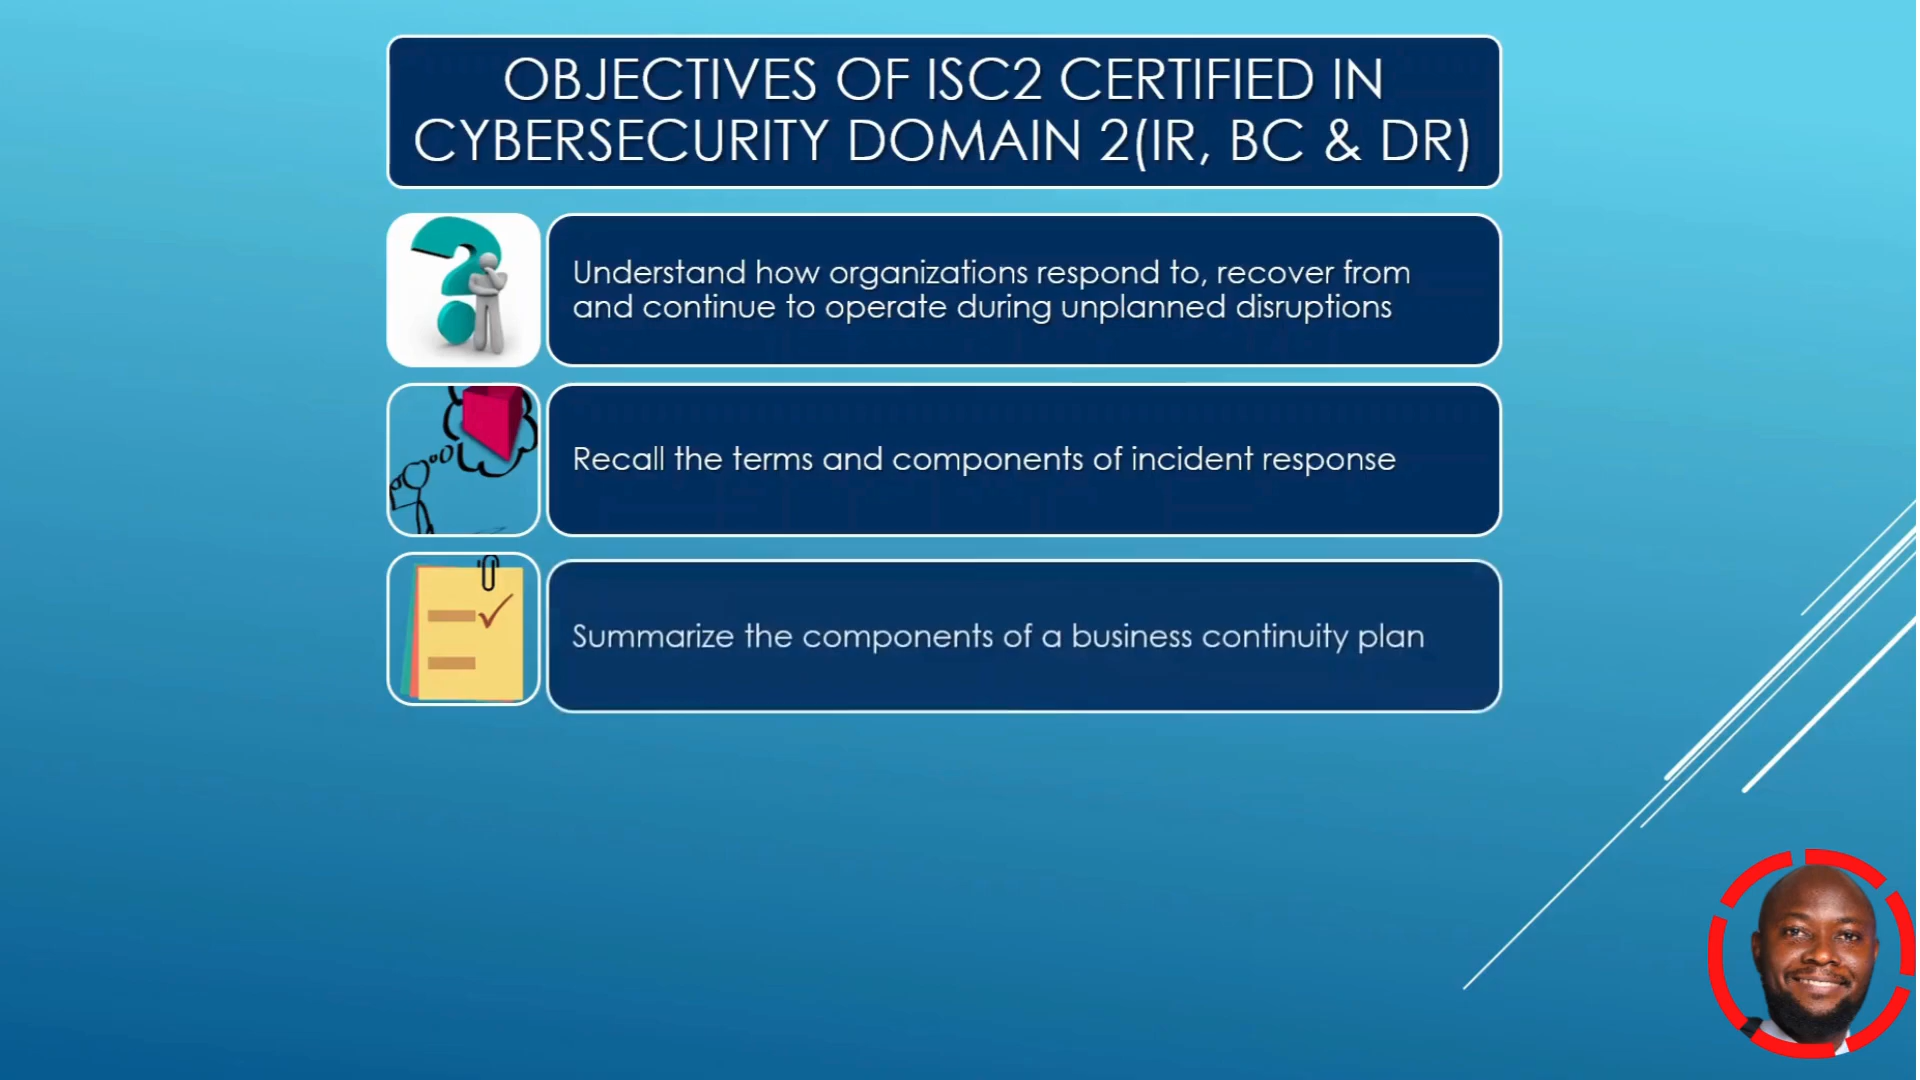 OBJECTIVES OF ISC2 CERTIFIED IN
CYBERSECURITY DOMAIN 2(IR, BC & DR)
Understand how organizations respond to, recover from
and continue to operate during unplanned disruptions
Recall the terms and components of incident response
Summarize the components of a business continuity plan